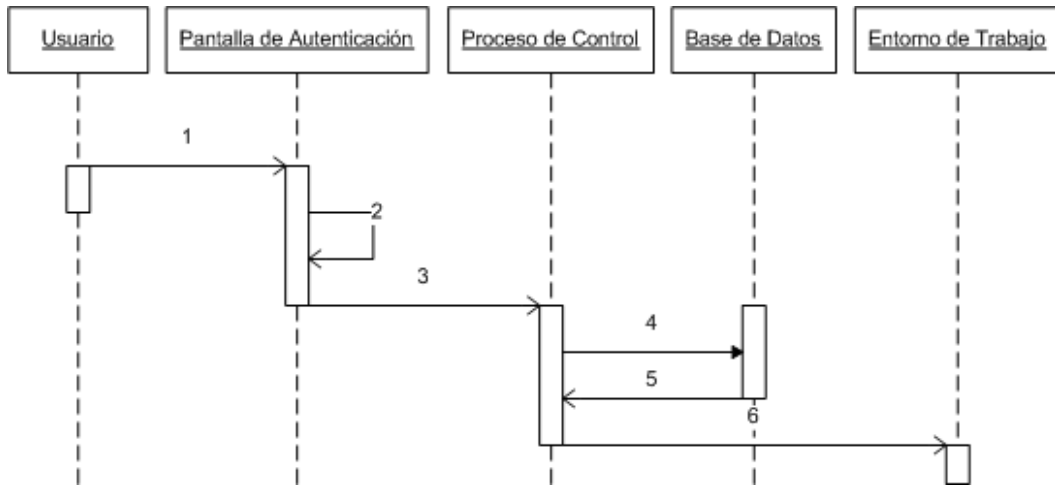 Usuario
Pantalla de Autenticación
Proceso de Control
Base de Datos
Entorno de Trabajo
1
2
3
4
5
6